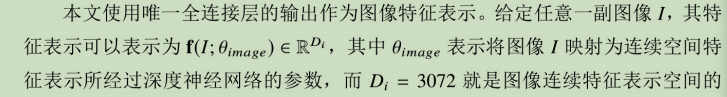 本文使用唯一全连接层的输出作为图像特征表示。给定任意一副图像 I，其特
征表示可以表示为 f(I; θ_image) ∈ ℝ^{D_i}，其中 θ_image 表示将图像 I 映射为连续空间特
征表示所经过深度神经网络的参数，而 D_i = 3072 就是图像连续特征表示空间的